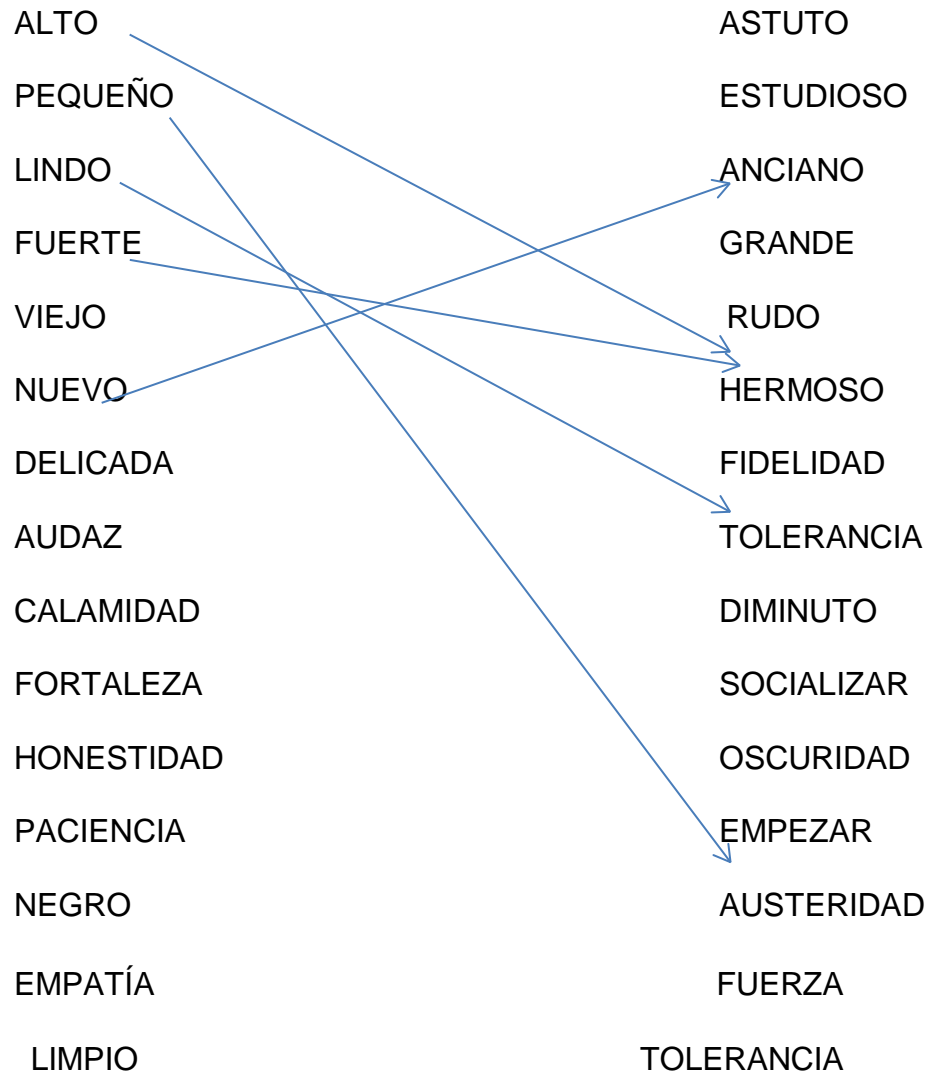 ALTO ASTUTO
PEQUEÑO ESTUDIOSO
LINDO ANCIANO
FUERTE GRANDE
VIEJO RUDO
NUEVO HERMOSO
DELICADA FIDELIDAD
AUDAZ TOLERANCIA
CALAMIDAD DIMINUTO
FORTALEZA SOCIALIZAR
HONESTIDAD OSCURIDAD
PACIENCIA EMPEZAR
NEGRO AUSTERIDAD
EMPATÍA FUERZA
LIMPIO TOLERANCIA